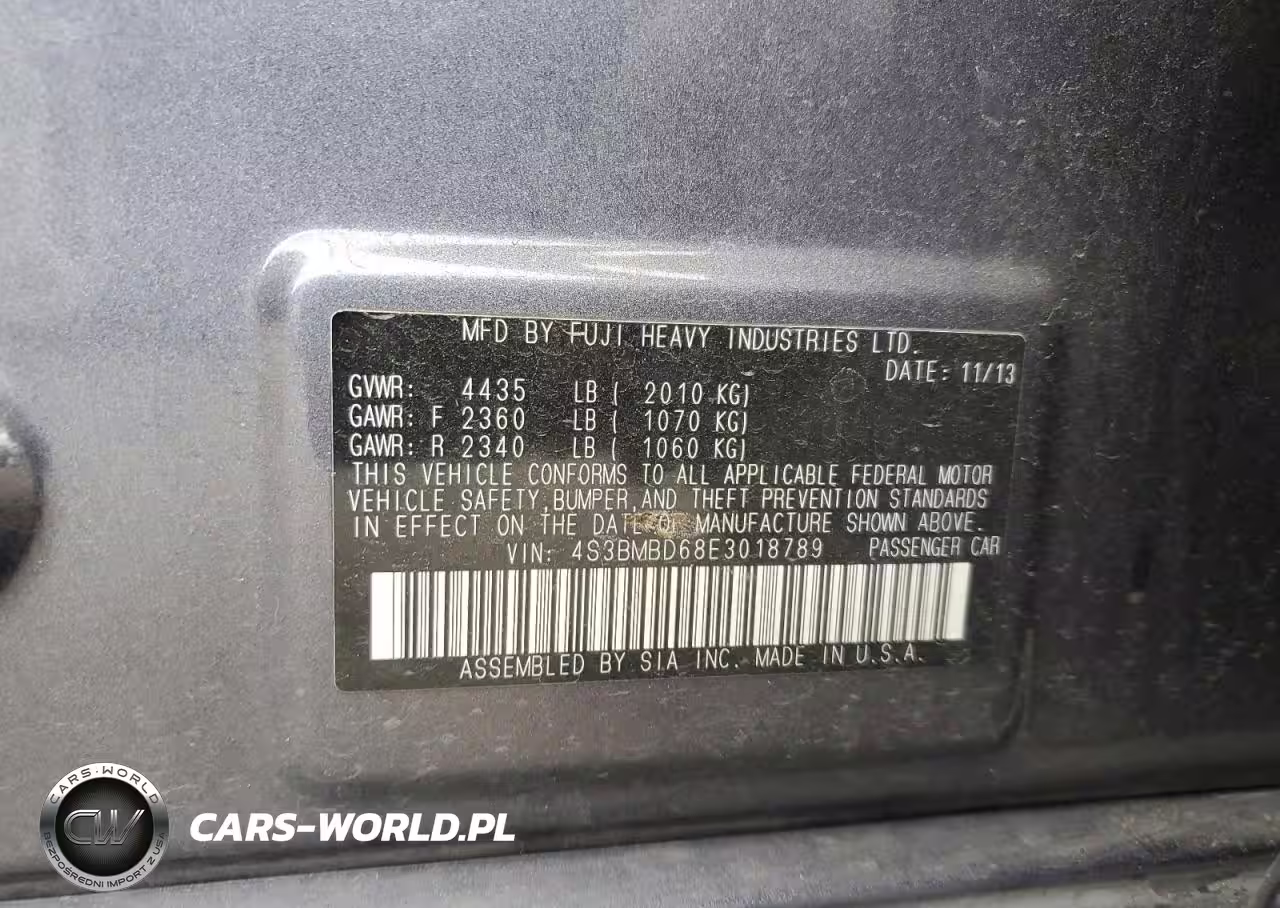 MFD BY FUJI HEAVY INDUSTRIES LTD.
DATE: 11/13
GVWR: 4435 LB ( 2010 KG)
GAWR: F 2360 LB ( 1070 KG)
GAWR: R 2340 LB ( 1060 KG)
THIS VEHICLE CONFORMS TO ALL APPLICABLE FEDERAL MOTOR
VEHICLE SAFETY, BUMPER, AND THEFT PREVENTION STANDARDS
IN EFFECT ON THE DATE OF MANUFACTURE SHOWN ABOVE.
VIN: 4S3BMBD68E3018789 PASSENGER CAR
ASSEMBLED BY SIA INC. MADE IN U.S.A.
CARS-WORLD
CW
BEZPOŚREDNI IMPORT Z USA
CARS-WORLD.PL